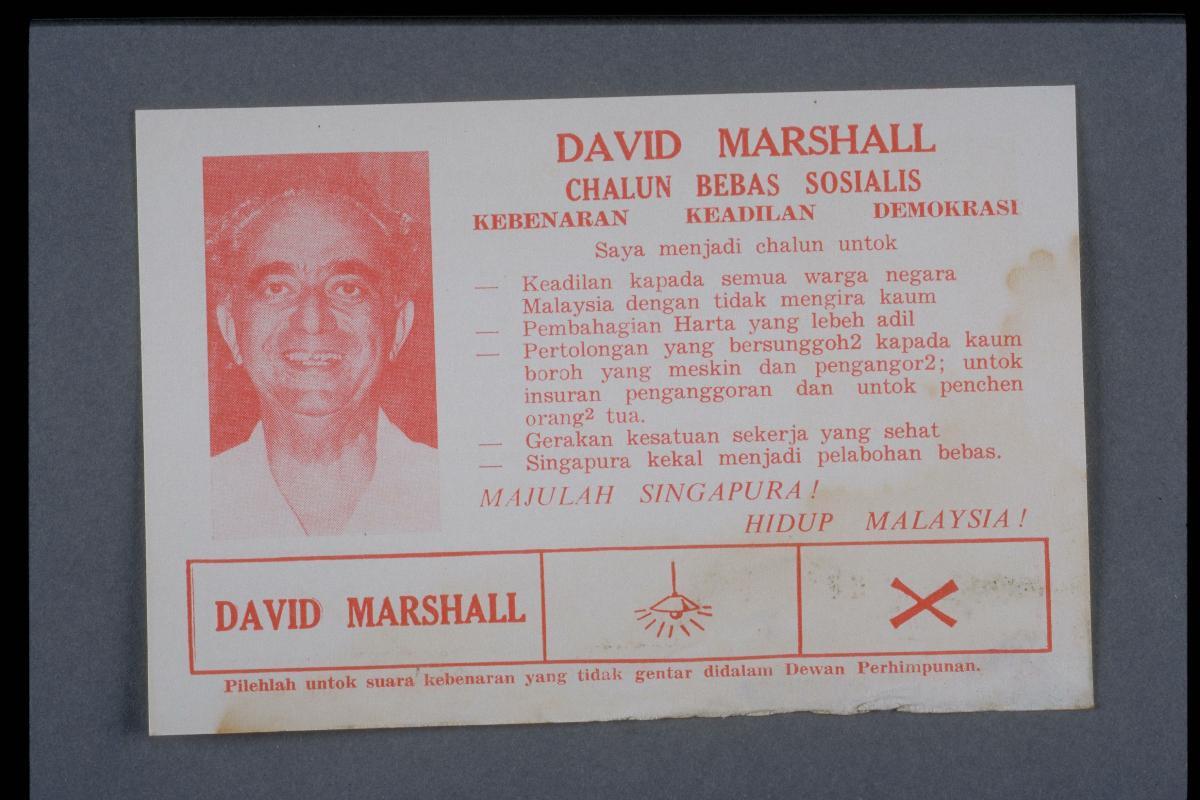 DAVID MARSHALL
CHALUN BEBAS SOSIALIS
KEBENARAN KEADILAN DEMOKRASI
Saya menjadi chalun untok
— Keadilan kapada semua warga negara
Malaysia dengan tidak mengira kaum
— Pembahagian Harta yang lebeh adil
— Pertolongan yang bersunggoh2 kapada kaum
boroh yang meskin dan pengangor2; untok
insuran penganggoran dan untok penchen
orang2 tua.
— Gerakan kesatuan sekerja yang sehat
— Singapura kekal menjadi pelabohan bebas.
MAJULAH SINGAPURA!
HIDUP MALAYSIA!
DAVID MARSHALL
Pilehlah untok suara kebenaran yang tidak gentar didalam Dewan Perhimpunan.